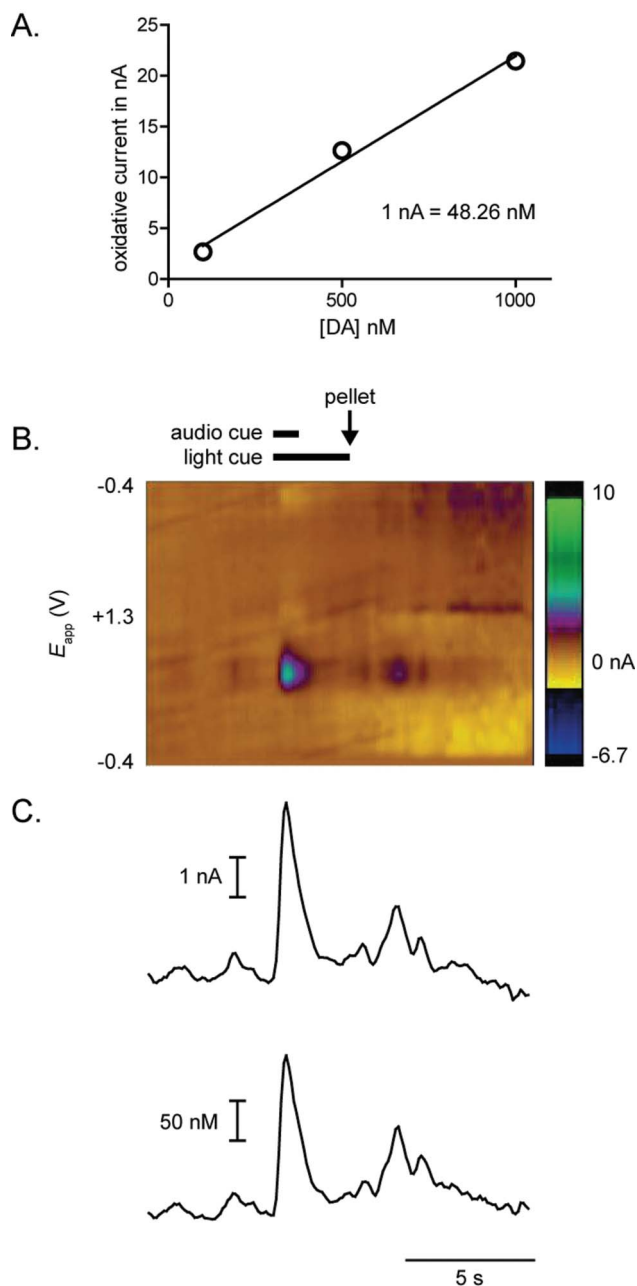 A.
25
20
15
10
5
0
oxidative current in nA
1 nA = 48.26 nM
0
500
1000
[DA] nM
pellet
audio cue
light cue
B.
-0.4
+1.3
-0.4
E app (V)
10
0 nA
-6.7
C.
1 nA
50 nM
5 s